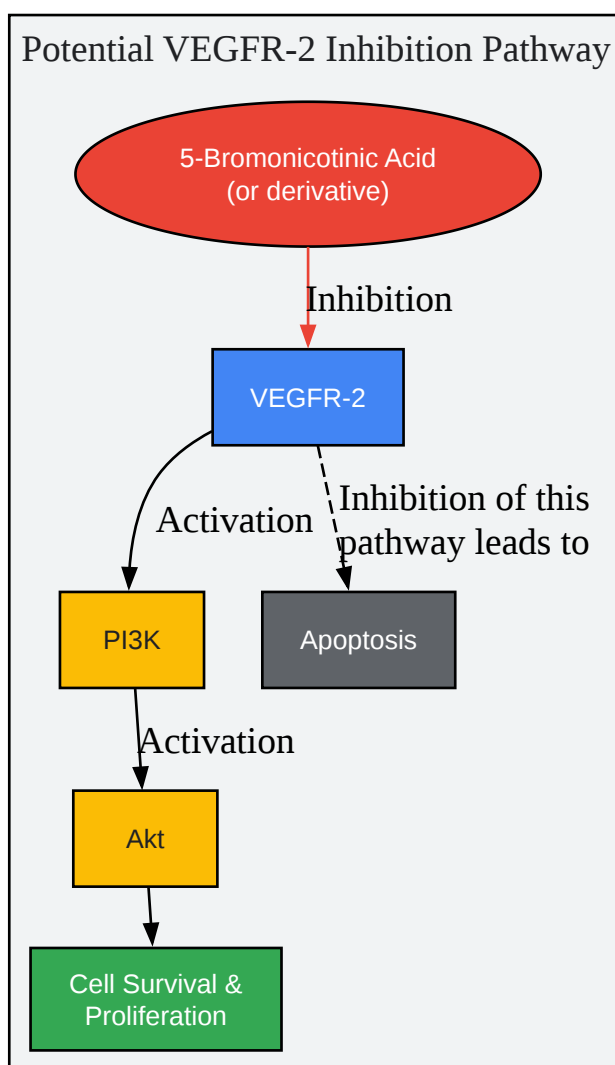 Potential VEGFR-2 Inhibition Pathway
5-Bromonicotinic Acid
(or derivative)
Inhibition
VEGFR-2
Activation
Inhibition of this
pathway leads to
PI3K
Apoptosis
Activation
Akt
Cell Survival &
Proliferation